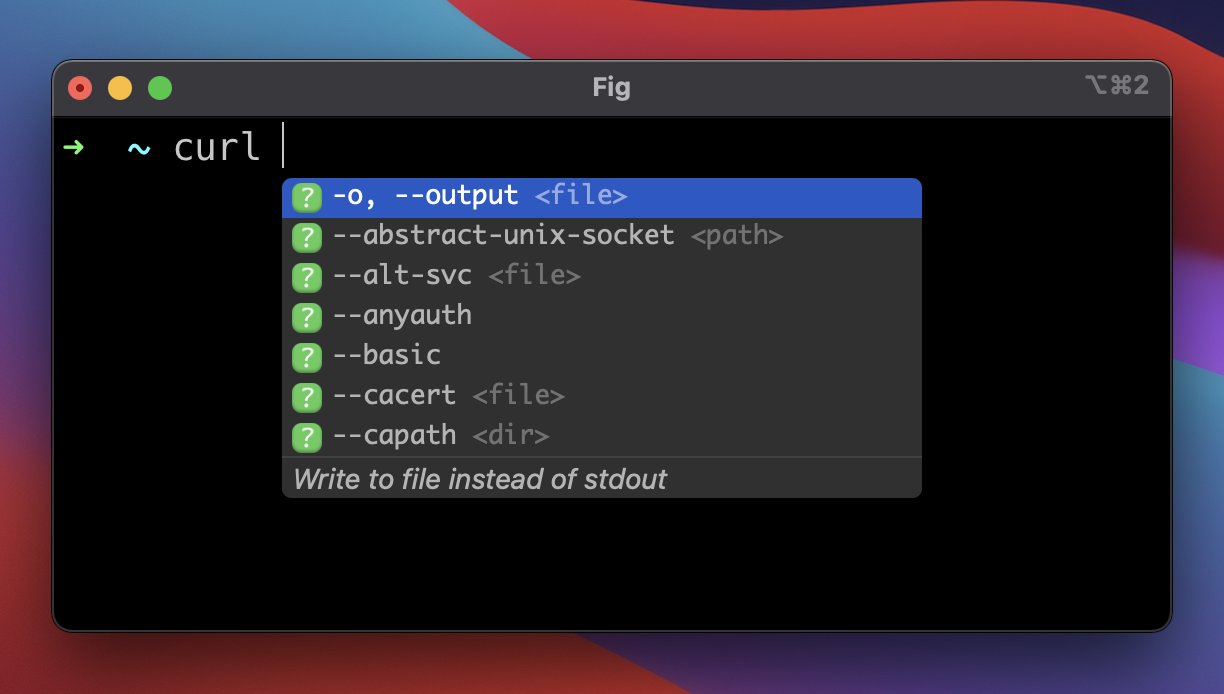 Fig
⌥⌘2
➜ ~ curl
? -o, --output <file>
? --abstract-unix-socket <path>
? --alt-svc <file>
? --anyauth
? --basic
? --cacert <file>
? --capath <dir>
Write to file instead of stdout